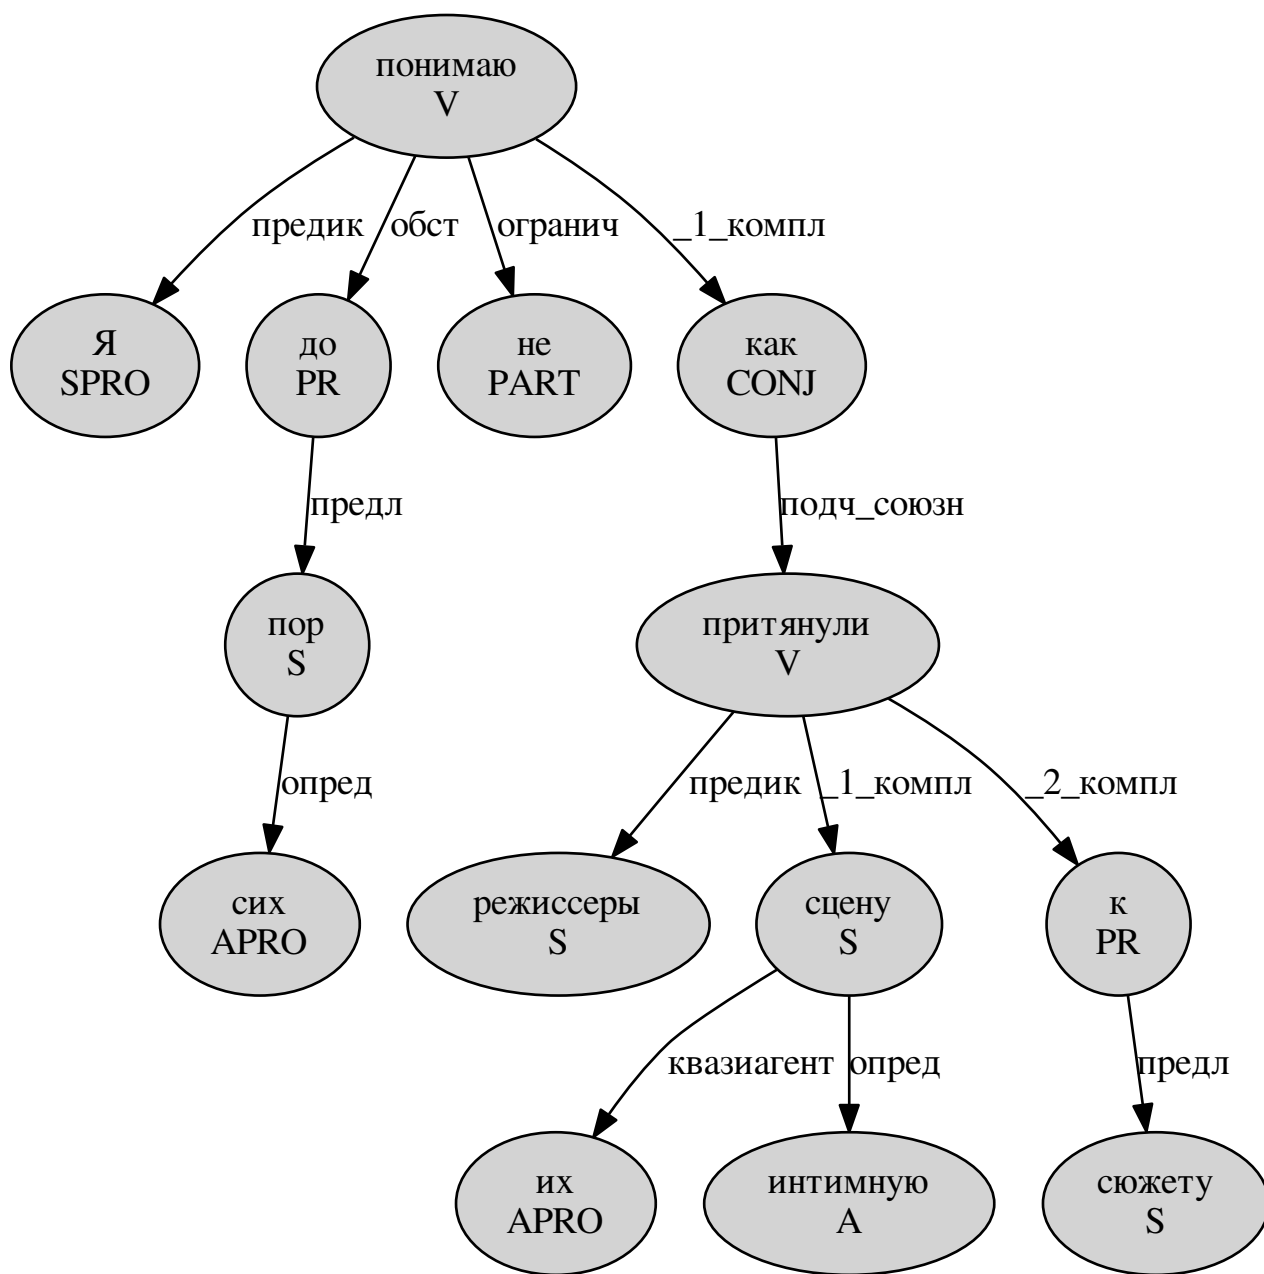 понимаю
V
предик
обст
огранич
_1_компл
Я
SPRO
до
PR
не
PART
как
CONJ
предл
подч_союзн
пор
S
притянули
V
опред
предик
_1_компл
_2_компл
сих
APRO
режиссеры
S
сцену
S
к
PR
квазиагент
опред
предл
их
APRO
интимную
A
сюжету
S